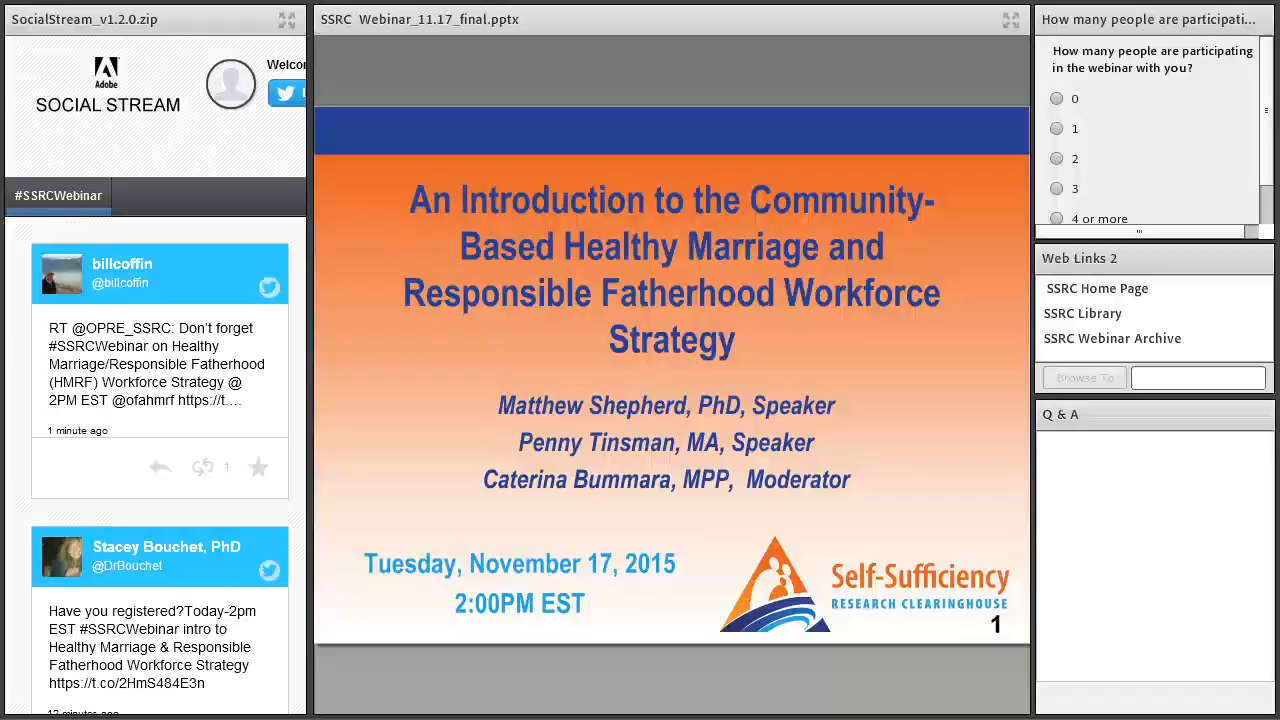 SocialStream_v1.2.0.zip
Adobe
SOCIAL STREAM
Welcor
#SSRCWebinar
billcoffin
@billcoffin
RT @OPRE_SSRC: Don't forget
#SSRCWebinar on Healthy
Marriage/Responsible Fatherhood
(HMRF) Workforce Strategy @
2PM EST @ofahmrf https://t.…
1 minute ago
1
Stacey Bouchet, PhD
@DrBouchet
Have you registered?Today-2pm
EST #SSRCWebinar intro to
Healthy Marriage & Responsible
Fatherhood Workforce Strategy
https://t.co/2HmS484E3n
12 minutes ago
SSRC Webinar_11.17_final.pptx
An Introduction to the Community-
Based Healthy Marriage and
Responsible Fatherhood Workforce
Strategy
Matthew Shepherd, PhD, Speaker
Penny Tinsman, MA, Speaker
Caterina Bummara, MPP, Moderator
Tuesday, November 17, 2015
2:00PM EST
Self-Sufficiency
RESEARCH CLEARINGHOUSE
1
How many people are participati...
How many people are participating
in the webinar with you?
0
1
2
3
4 or more
Web Links 2
SSRC Home Page
SSRC Library
SSRC Webinar Archive
Browse To
Q & A